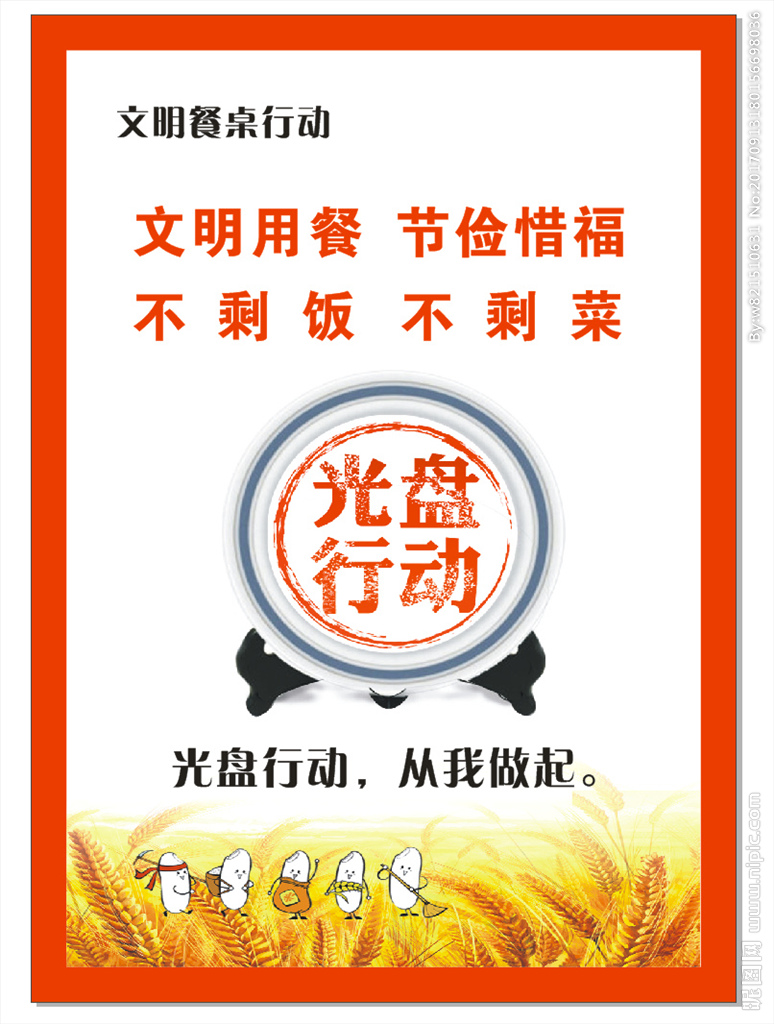 文明餐桌行动
文明用餐 节俭惜福
不剩饭 不剩菜
光盘
行动
光盘行动，从我做起。
By:w821510631 No:20170913180156698036
昵图网 www.nipic.com